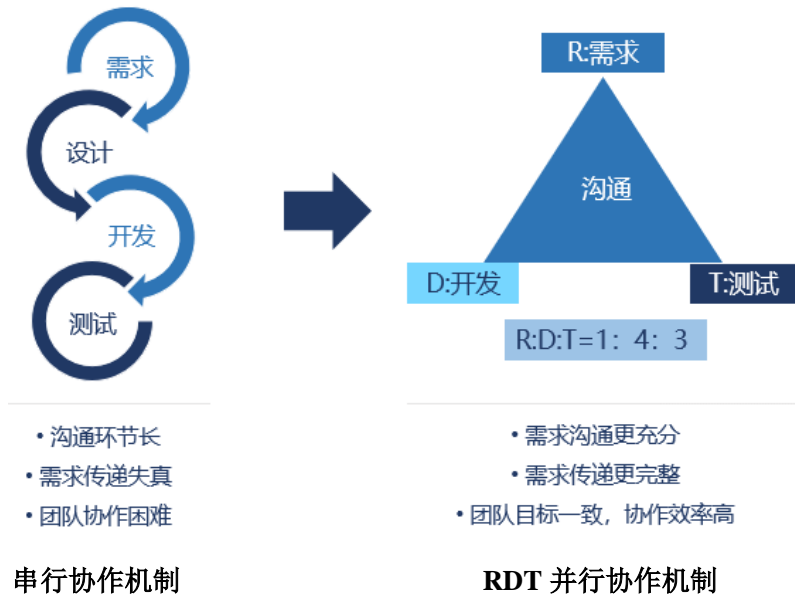 需求
设计
开发
测试
• 沟通环节长
• 需求传递失真
• 团队协作困难
串行协作机制
R:需求
沟通
D:开发
T:测试
R:D:T=1：4：3
• 需求沟通更充分
• 需求传递更完整
• 团队目标一致，协作效率高
RDT 并行协作机制